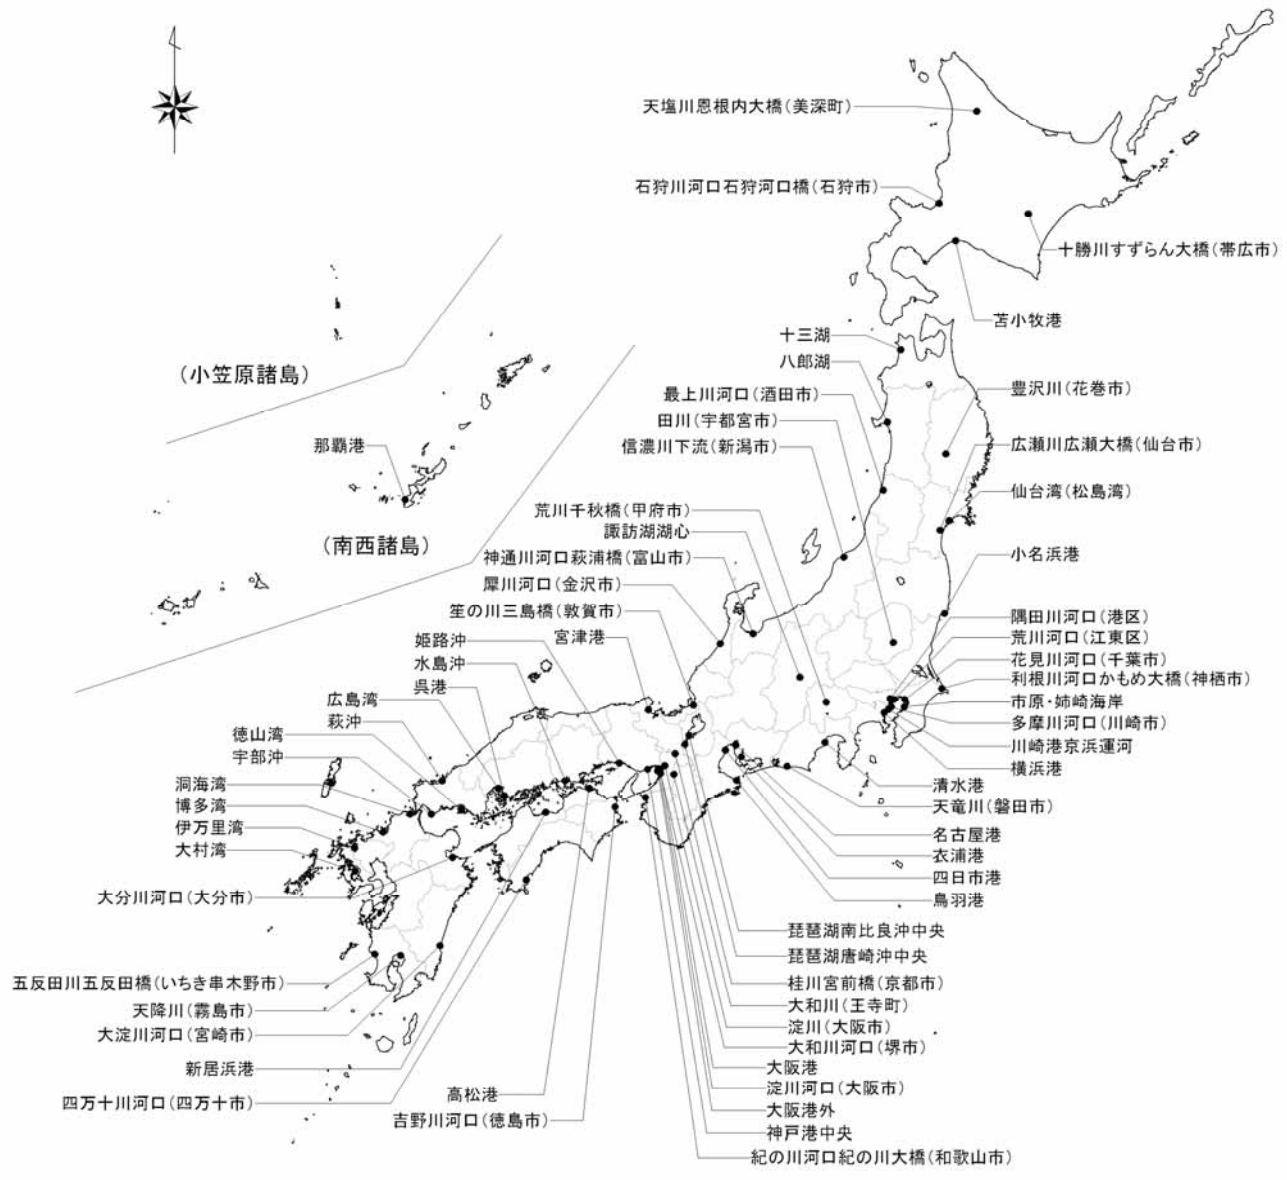 天塩川恩根内大橋(美深町)
石狩川河口石狩河口橋(石狩市)
十勝川すずらん大橋(帯広市)
苫小牧港
十三湖
八郎湖
豊沢川(花巻市)
最上川河口(酒田市)
田川(宇都宮市)
広瀬川広瀬大橋(仙台市)
信濃川下流(新潟市)
仙台湾(松島湾)
(小笠原諸島)
那覇港
(南西諸島)
荒川千秋橋(甲府市)
諏訪湖湖心
神通川河口萩浦橋(富山市)
犀川河口(金沢市)
笙の川三島橋(敦賀市)
宮津港
姫路沖
水島沖
呉港
広島湾
萩沖
徳山湾
宇部沖
洞海湾
博多湾
伊万里湾
大村湾
大分川河口(大分市)
五反田川五反田橋(いちき串木野市)
天降川(霧島市)
大淀川河口(宮崎市)
新居浜港
四万十川河口(四万十市)
高松港
吉野川河口(徳島市)
小名浜港
隅田川河口(港区)
荒川河口(江東区)
花見川河口(千葉市)
利根川河口かもめ大橋(神栖市)
市原・姉崎海岸
多摩川河口(川崎市)
川崎港京浜運河
横浜港
清水港
天竜川(磐田市)
名古屋港
衣浦港
四日市港
鳥羽港
琵琶湖南比良沖中央
琵琶湖唐崎沖中央
桂川宮前橋(京都市)
大和川(王寺町)
淀川(大阪市)
大和川河口(堺市)
大阪港
淀川河口(大阪市)
大阪港外
神戸港中央
紀の川河口紀の川大橋(和歌山市)